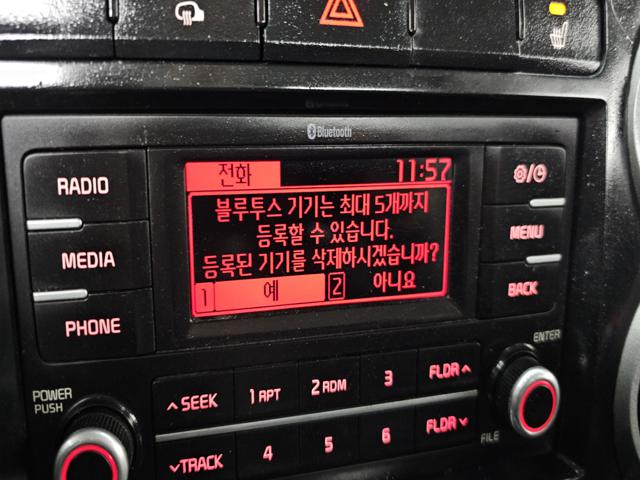 Bluetooth
전화 11:57
RADIO
블루투스 기기는 최대 5개까지
등록할 수 있습니다.
등록된 기기를 삭제하시겠습니까?
1 예 2 아니요
MEDIA
MENU
PHONE
BACK
POWER
PUSH
ENTER
SEEK
1 RPT
2 RDM
3
FLDR
TRACK
4
5
6
FLDR
FILE